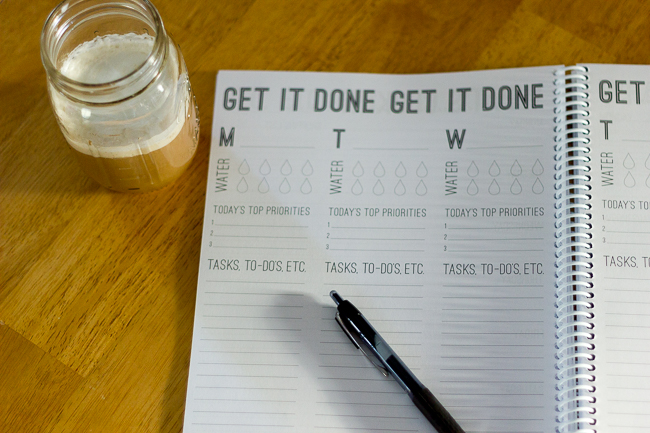 GET IT DONE GET IT DONE
M T W
WATER WATER WATER
TODAY'S TOP PRIORITIES TODAY'S TOP PRIORITIES TODAY'S TOP PRIORITIES
1 1 1
2 2 2
3 3 3
TASKS, TO-DO'S, ETC. TASKS, TO-DO'S, ETC. TASKS, TO-DO'S, ETC.
GET
T
WATER
TODAY'S TOP
1
2
3
TASKS, TO-D